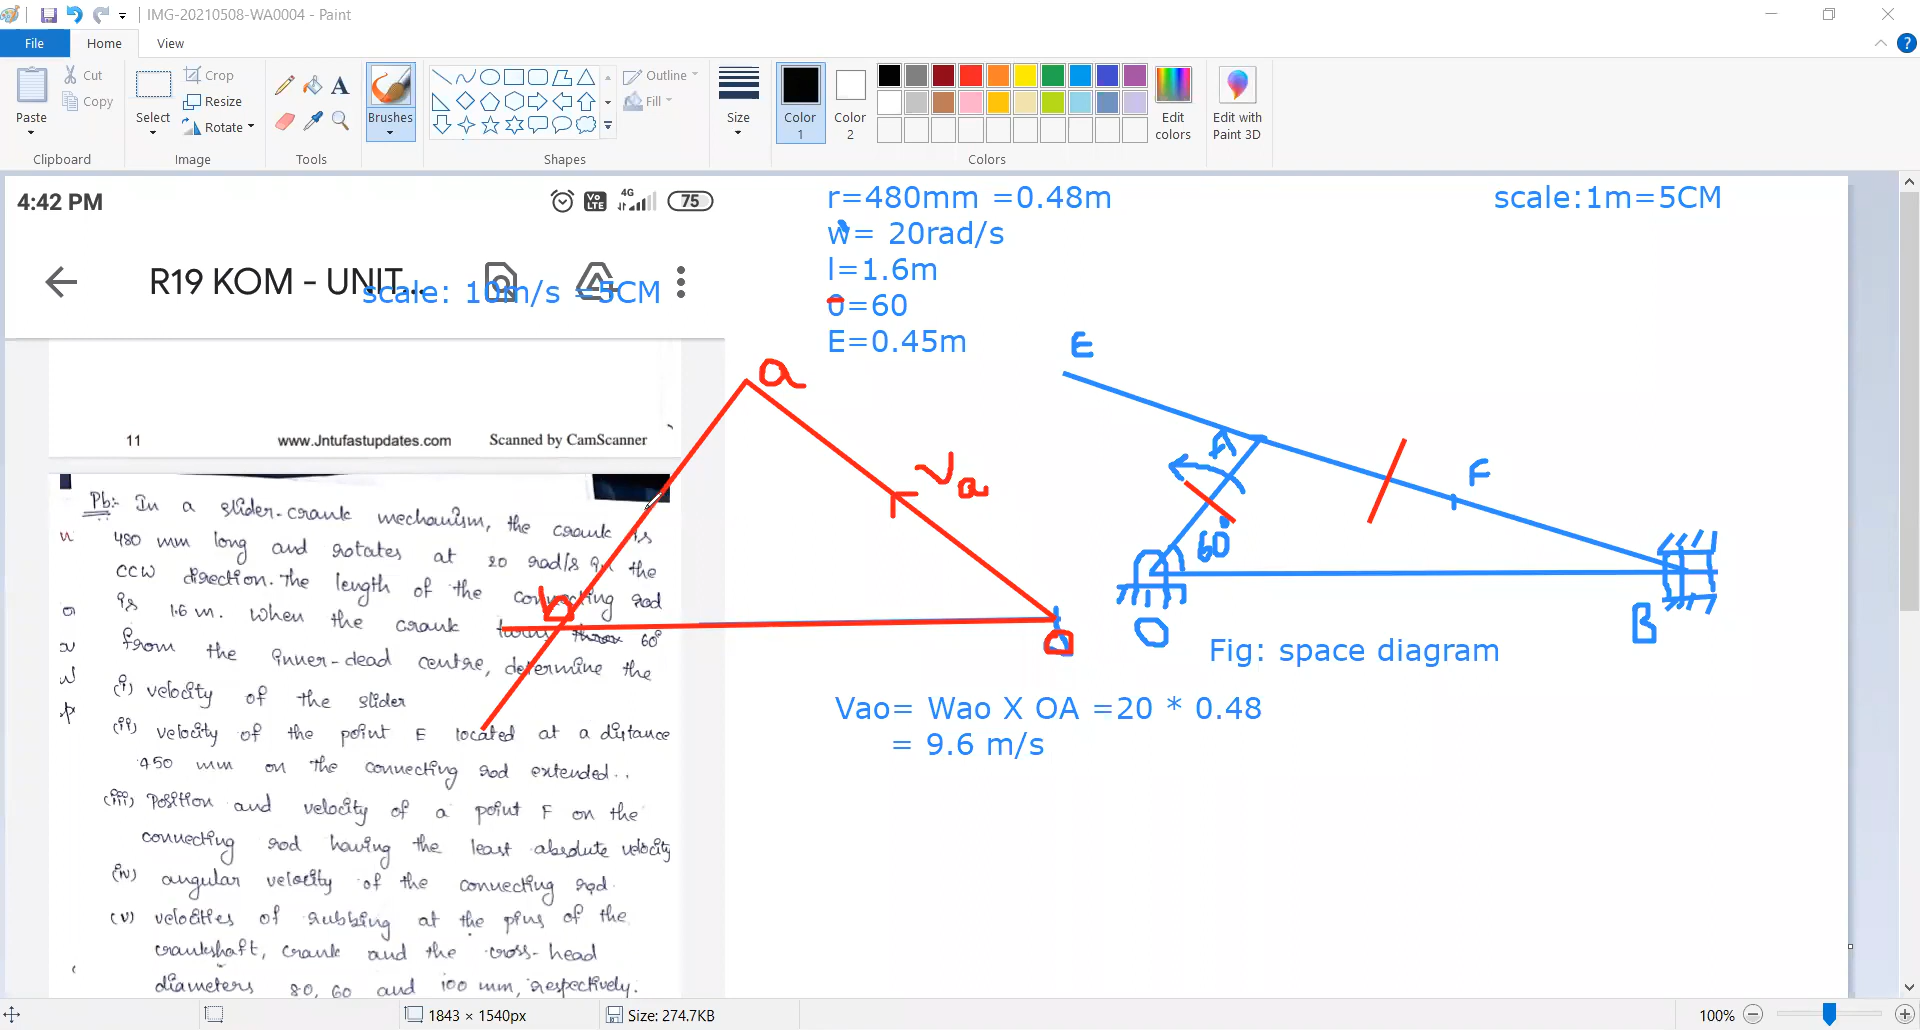 IMG-20210508-WA0004 - Paint
File Home View
Paste
Cut
Copy
Clipboard
Select
Crop
Resize
Rotate
Image
Tools
Brushes
Shapes
Outline
Fill
Size
Color 1
Color 2
Colors
Edit colors
Edit with Paint 3D
4:42 PM
4G
Vo LTE
75
R19 KOM - UNIT...
scale: 10m/s =5CM
11 www.Jntufastupdates.com Scanned by CamScanner
Pb:- In a slider-crank mechanism, the crank is
480 mm long and rotates at 20 rad/s in the
CCW direction. The length of the connecting rod
is 1.6 m. When the crank turns 60°
from the inner-dead centre, determine the
(i) velocity of the slider
(ii) velocity of the point E located at a distance
450 mm on the connecting rod extended..
(iii) Position and velocity of a point F on the
connecting rod having the least absolute velocity
(iv) angular velocity of the connecting rod.
(v) velocities of rubbing at the pins of the
crankshaft, crank and the cross-head
diameters 80, 60 and 100 mm, respectively.
a
Va
b
r=480mm =0.48m
w= 20rad/s
l=1.6m
0=60
E=0.45m
scale:1m=5CM
E
A
F
60°
O
B
Fig: space diagram
Vao= Wao X OA =20 * 0.48
= 9.6 m/s
1843 × 1540px
Size: 274.7KB
100%